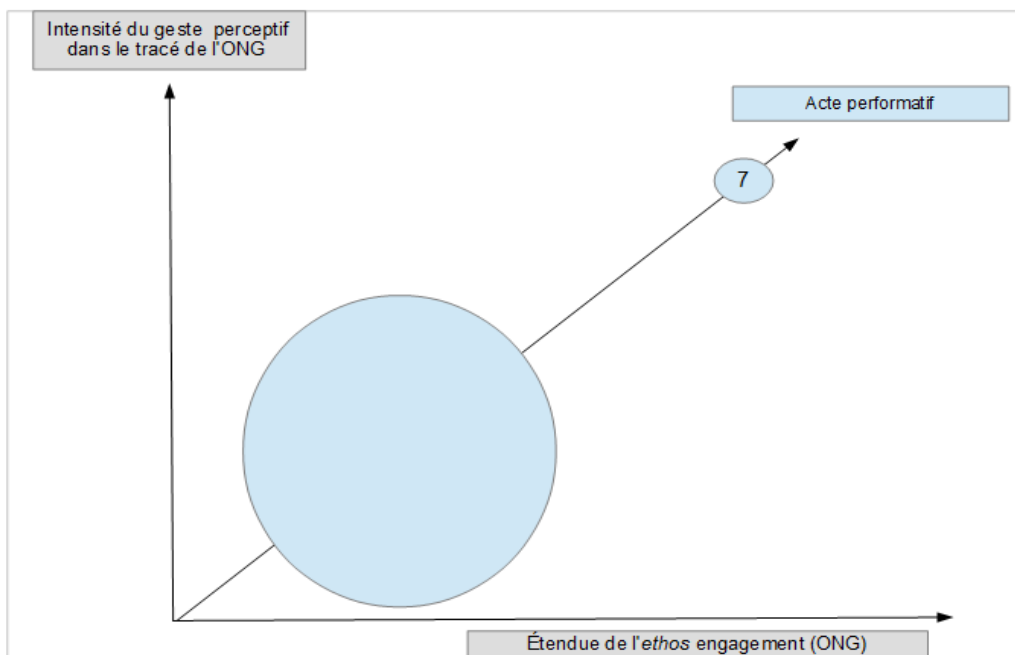 Intensité du geste perceptif
dans le tracé de l'ONG
Acte performatif
7
Étendue de l'ethos engagement (ONG)